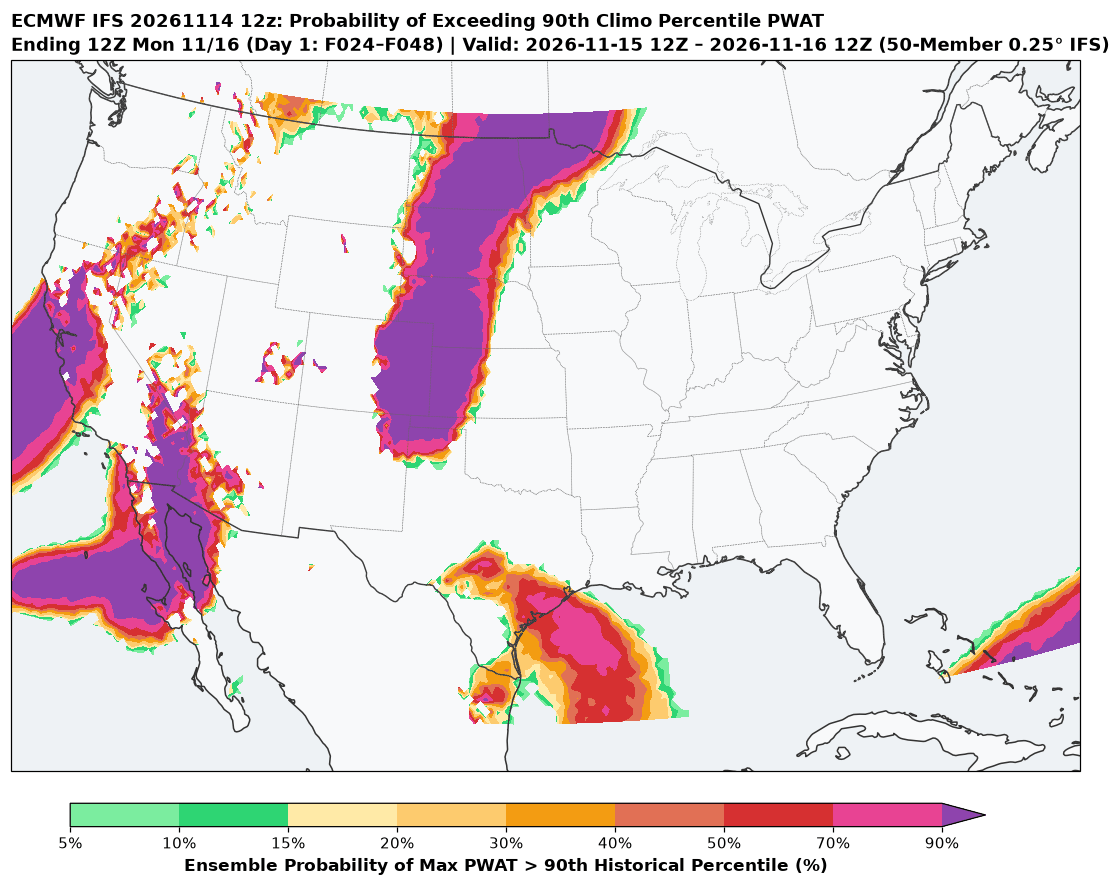 ECMWF IFS 20261114 12z: Probability of Exceeding 90th Climo Percentile PWAT
Ending 12Z Mon 11/16 (Day 1: F024–F048) | Valid: 2026-11-15 12Z – 2026-11-16 12Z (50-Member 0.25° IFS)
5% 10% 15% 20% 30% 40% 50% 70% 90%
Ensemble Probability of Max PWAT > 90th Historical Percentile (%)